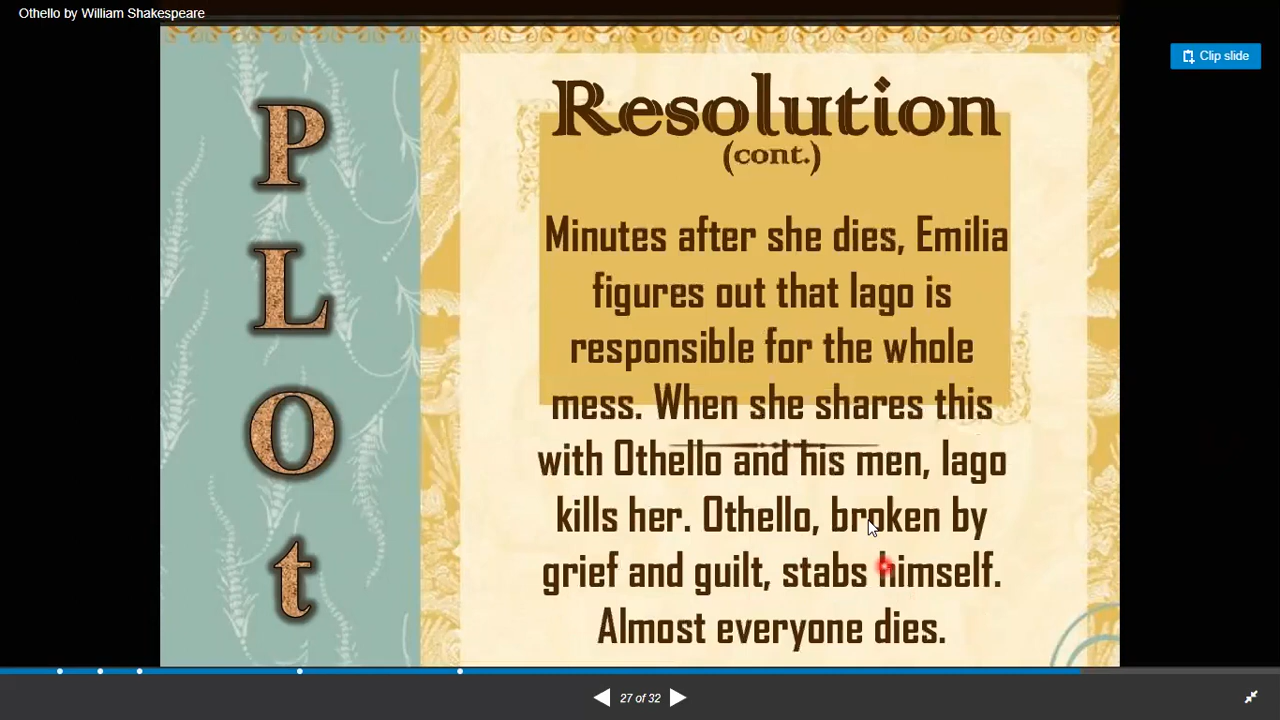 Othello by William Shakespeare
Clip slide
P
L
O
t
Resolution
(cont.)
Minutes after she dies, Emilia
figures out that Iago is
responsible for the whole
mess. When she shares this
with Othello and his men, Iago
kills her. Othello, broken by
grief and guilt, stabs himself.
Almost everyone dies.
27 of 32